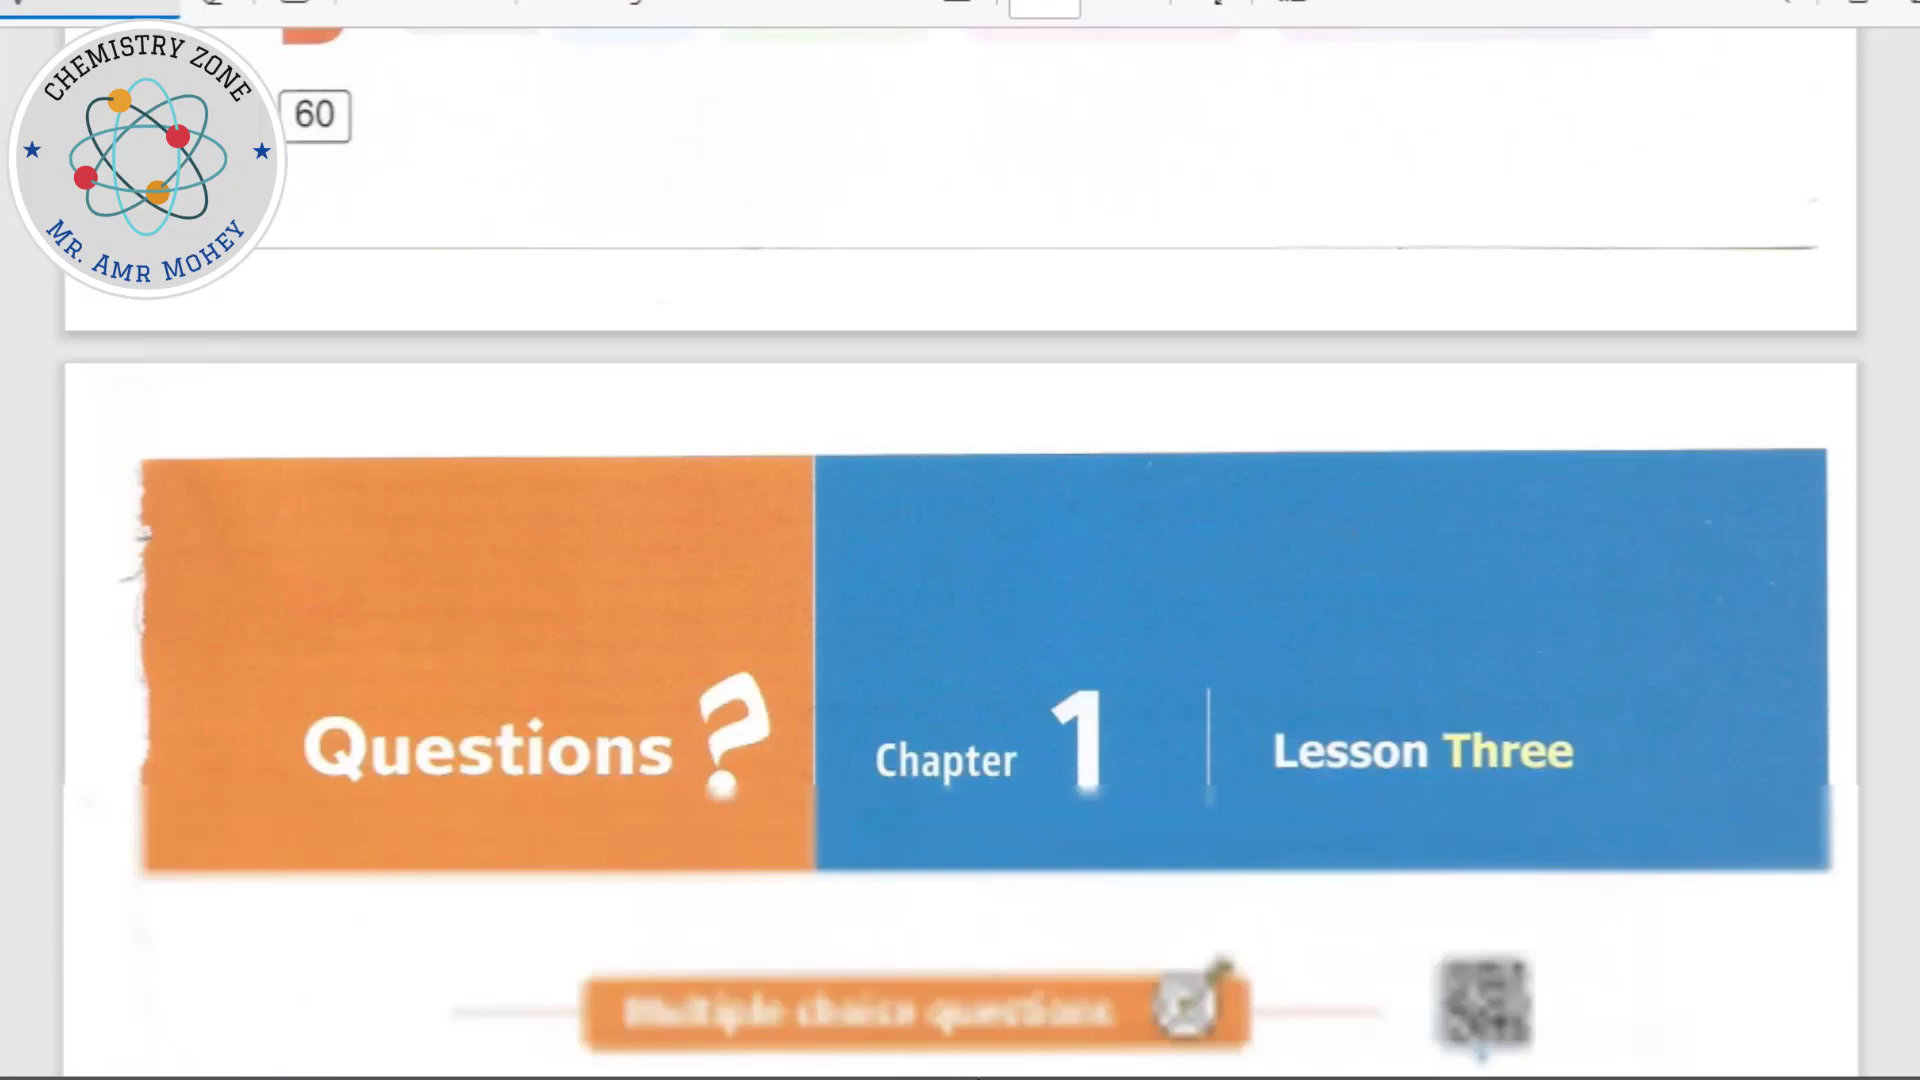 CHEMISTRY ZONE
MR. AMR MOHEY
60
Questions ?
Chapter 1
Lesson Three
Multiple choice questions